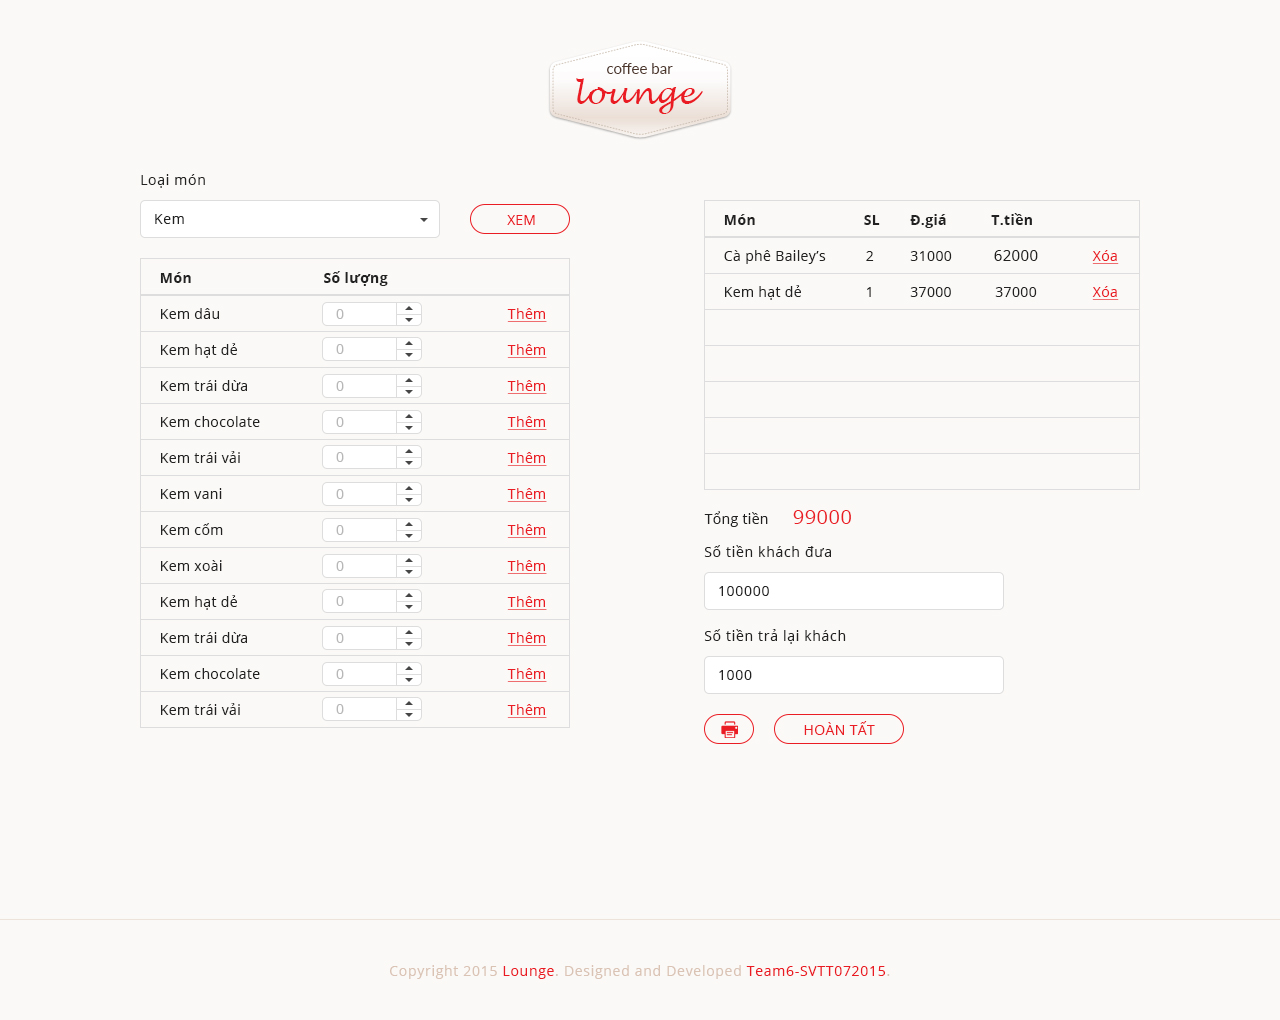 coffee bar
lounge
Loại món
Kem
XEM
Món Số lượng
Kem dâu 0 Thêm
Kem hạt dẻ 0 Thêm
Kem trái dừa 0 Thêm
Kem chocolate 0 Thêm
Kem trái vải 0 Thêm
Kem vani 0 Thêm
Kem cốm 0 Thêm
Kem xoài 0 Thêm
Kem hạt dẻ 0 Thêm
Kem trái dừa 0 Thêm
Kem chocolate 0 Thêm
Kem trái vải 0 Thêm
Món SL Đ.giá T.tiền
Cà phê Bailey’s 2 31000 62000 Xóa
Kem hạt dẻ 1 37000 37000 Xóa
Tổng tiền 99000
Số tiền khách đưa
100000
Số tiền trả lại khách
1000
HOÀN TẤT
Copyright 2015 Lounge. Designed and Developed Team6-SVTT072015.